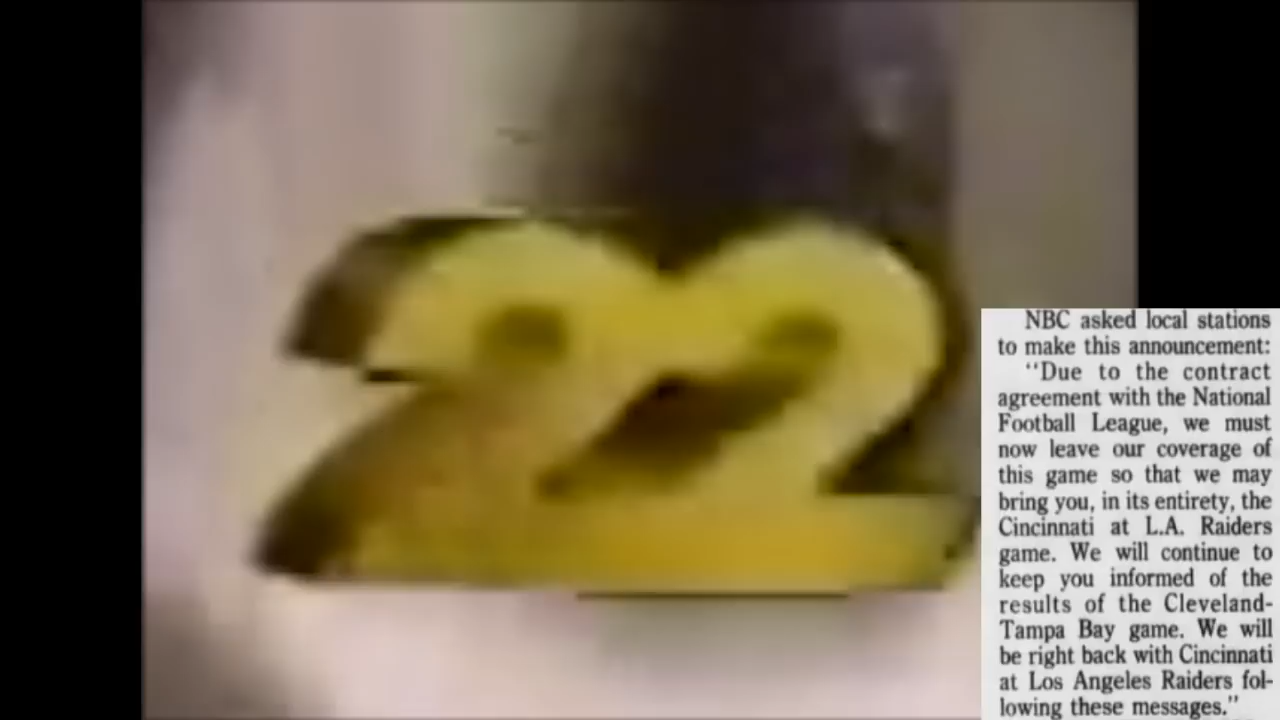 22
NBC asked local stations
to make this announcement:
"Due to the contract
agreement with the National
Football League, we must
now leave our coverage of
this game so that we may
bring you, in its entirety, the
Cincinnati at L.A. Raiders
game. We will continue to
keep you informed of the
results of the Cleveland-
Tampa Bay game. We will
be right back with Cincinnati
at Los Angeles Raiders fol-
lowing these messages."